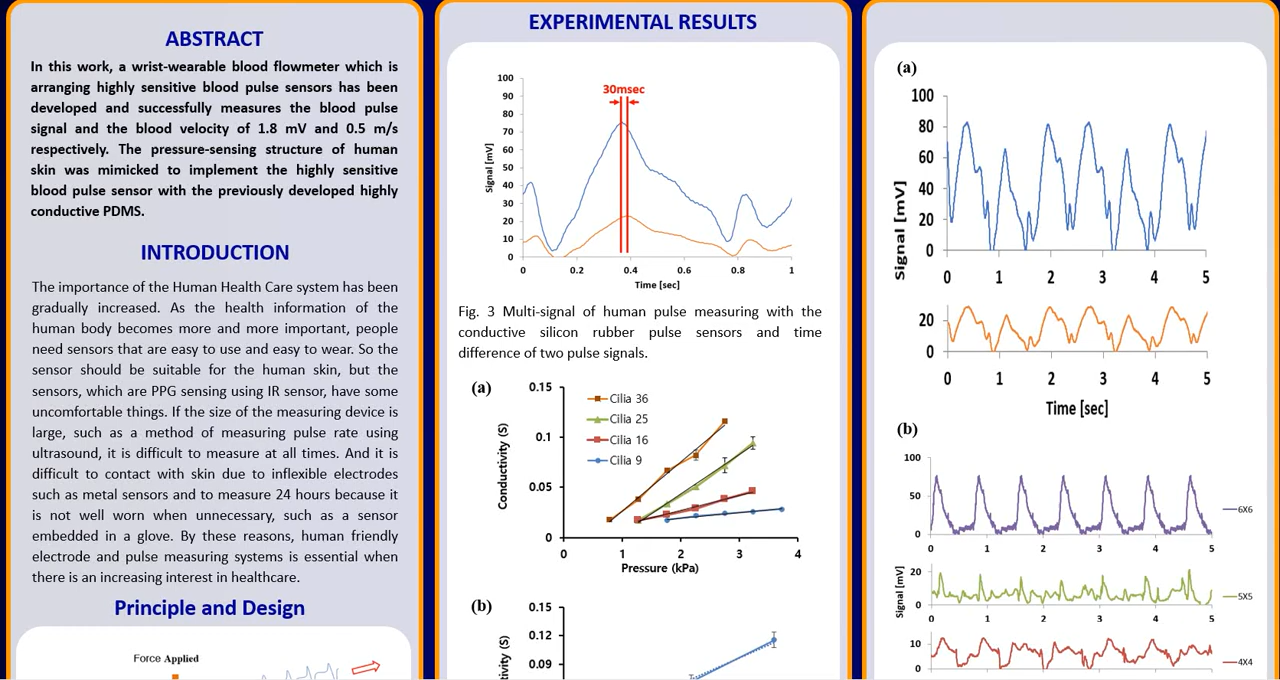 ABSTRACT
In this work, a wrist-wearable blood flowmeter which is
arranging highly sensitive blood pulse sensors has been
developed and successfully measures the blood pulse
signal and the blood velocity of 1.8 mV and 0.5 m/s
respectively. The pressure-sensing structure of human
skin was mimicked to implement the highly sensitive
blood pulse sensor with the previously developed highly
conductive PDMS.
INTRODUCTION
The importance of the Human Health Care system has been
gradually increased. As the health information of the
human body becomes more and more important, people
need sensors that are easy to use and easy to wear. So the
sensor should be suitable for the human skin, but the
sensors, which are PPG sensing using IR sensor, have some
uncomfortable things. If the size of the measuring device is
large, such as a method of measuring pulse rate using
ultrasound, it is difficult to measure at all times. And it is
difficult to contact with skin due to inflexible electrodes
such as metal sensors and to measure 24 hours because it
is not well worn when unnecessary, such as a sensor
embedded in a glove. By these reasons, human friendly
electrode and pulse measuring systems is essential when
there is an increasing interest in healthcare.
Principle and Design
Force Applied
EXPERIMENTAL RESULTS
100
90
80
70
60
50
40
30
20
10
0
Signal [mV]
30msec
0 0.2 0.4 0.6 0.8 1
Time [sec]
Fig. 3 Multi-signal of human pulse measuring with the
conductive silicon rubber pulse sensors and time
difference of two pulse signals.
(a)
0.15
0.1
0.05
0
Conductivity (S)
Cilia 36
Cilia 25
Cilia 16
Cilia 9
0 1 2 3 4
Pressure (kPa)
(b)
0.15
0.12
0.09
(a)
100
80
60
40
20
0
Signal [mV]
0 1 2 3 4 5
20
0
0 1 2 3 4 5
Time [sec]
(b)
100
50
0
0 1 2 3 4 5
6X6
20
0
Signal [mV]
0 1 2 3 4 5
5X5
10
0
4X4